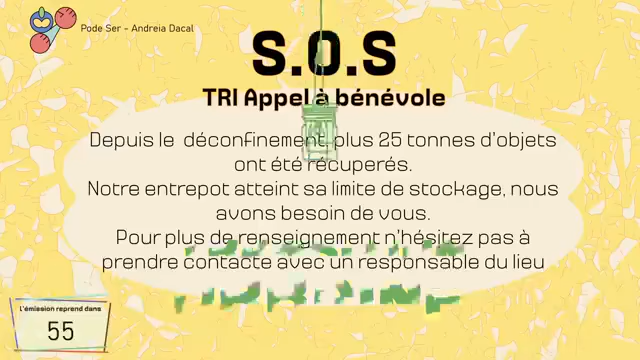 Pode Ser - Andreia Dacal
S.O.S
TRI Appel à bénévole
Depuis le déconfinement, plus 25 tonnes d'objets
ont été récuperés.
Notre entrepot atteint sa limite de stockage, nous
avons besoin de vous.
Pour plus de renseignement n'hésitez pas à
prendre contacte avec un responsable du lieu
L'émission reprend dans
55